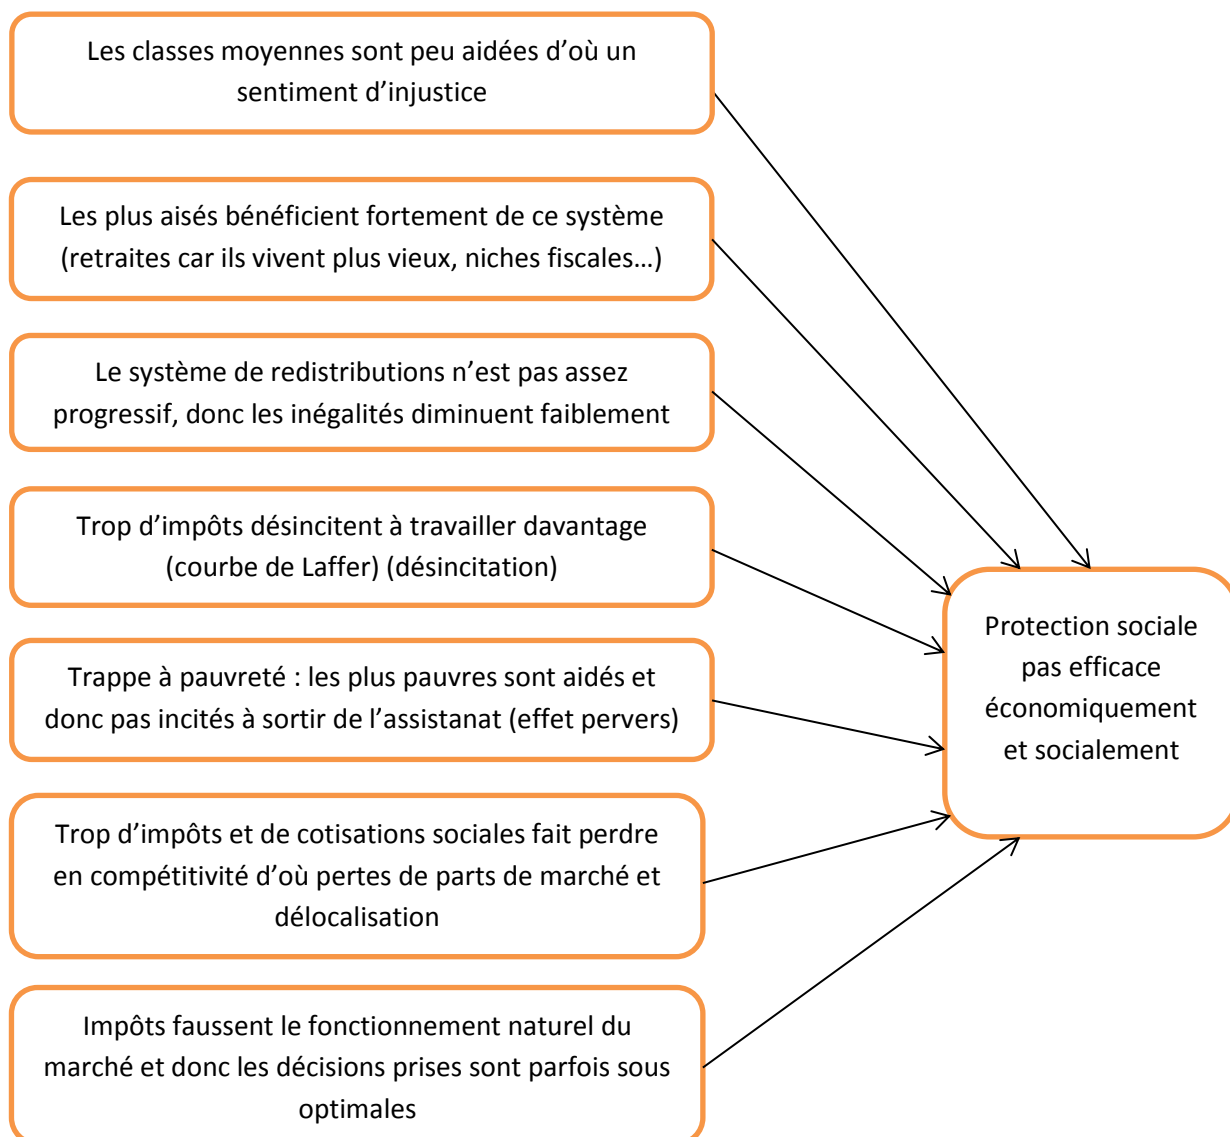 Les classes moyennes sont peu aidées d’où un
sentiment d’injustice
Les plus aisés bénéficient fortement de ce système
(retraites car ils vivent plus vieux, niches fiscales…)
Le système de redistributions n’est pas assez
progressif, donc les inégalités diminuent faiblement
Trop d’impôts désincitent à travailler davantage
(courbe de Laffer) (désincitation)
Trappe à pauvreté : les plus pauvres sont aidés et
donc pas incités à sortir de l’assistanat (effet pervers)
Trop d’impôts et de cotisations sociales fait perdre
en compétitivité d’où pertes de parts de marché et
délocalisation
Impôts faussent le fonctionnement naturel du
marché et donc les décisions prises sont parfois sous
optimales
Protection sociale
pas efficace
économiquement
et socialement